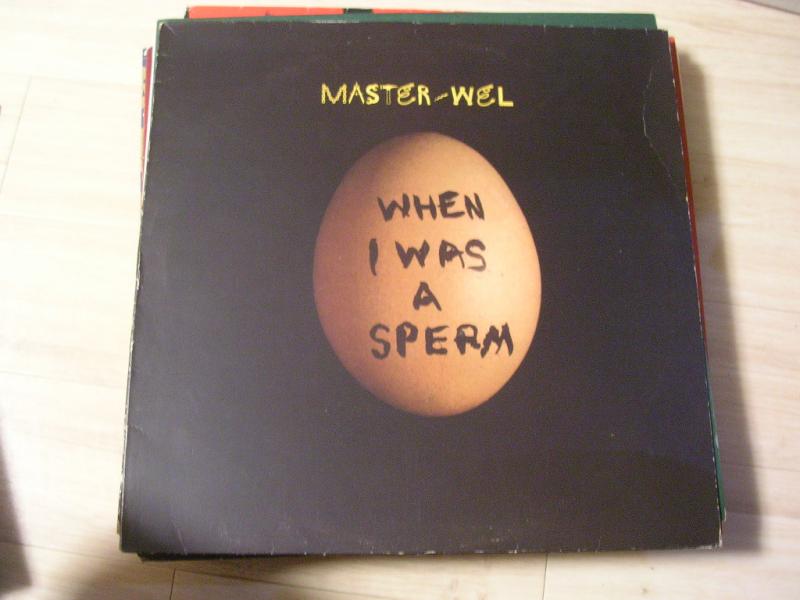 MASTER-WEL
WHEN
I WAS
A
SPERM